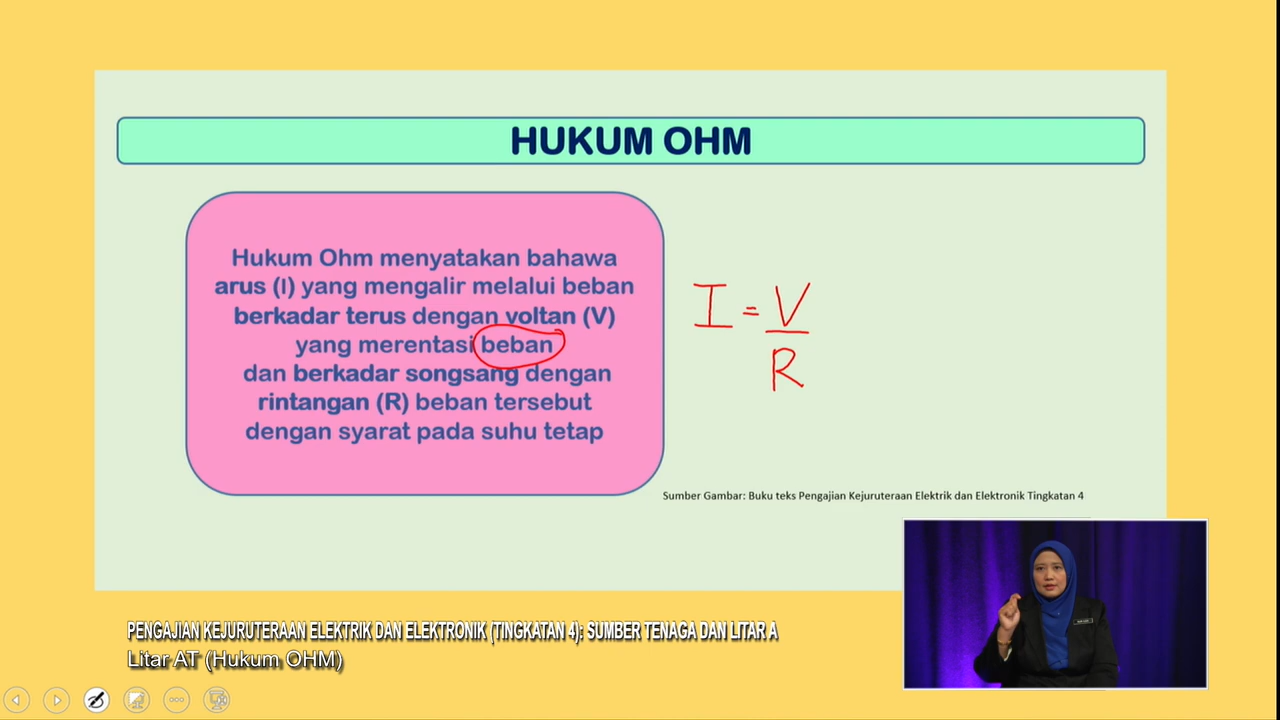 HUKUM OHM
Hukum Ohm menyatakan bahawa
arus (I) yang mengalir melalui beban
berkadar terus dengan voltan (V)
yang merentasi beban
dan berkadar songsang dengan
rintangan (R) beban tersebut
dengan syarat pada suhu tetap
I = V
R
Sumber Gambar: Buku teks Pengajian Kejuruteraan Elektrik dan Elektronik Tingkatan 4
PENGAJIAN KEJURUTERAAN ELEKTRIK DAN ELEKTRONIK (TINGKATAN 4): SUMBER TENAGA DAN LITAR A
Litar AT (Hukum OHM)